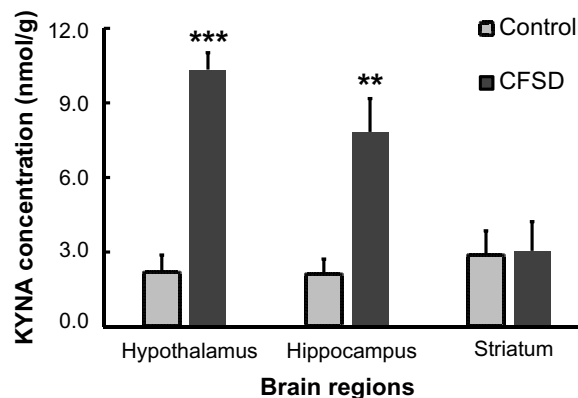 12.0
9.0
6.0
3.0
0.0
KYNA concentration (nmol/g)
***
**
Control
CFSD
Hypothalamus Hippocampus Striatum
Brain regions